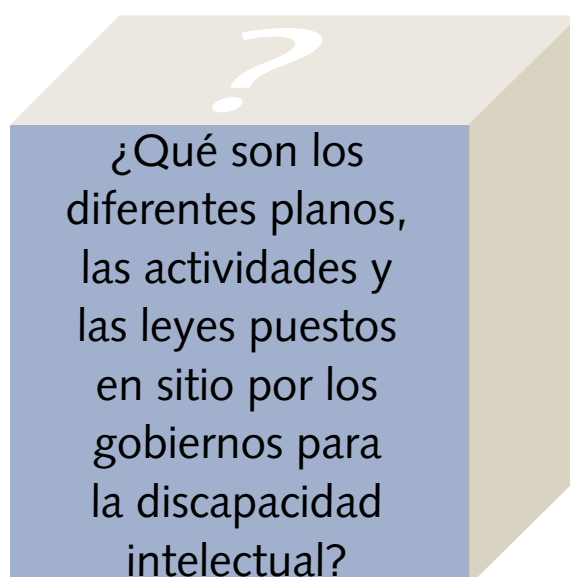 ?
¿Qué son los
diferentes planos,
las actividades y
las leyes puestos
en sitio por los
gobiernos para
la discapacidad
intelectual?